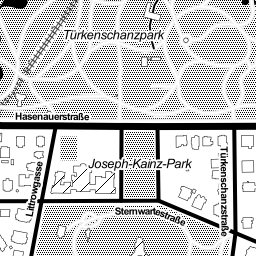 Türkenschanzpark
Hasenauerstraße
Joseph-Kainz-Park
Littrowgasse
Türkenschanzstraße
Sternwartestraße